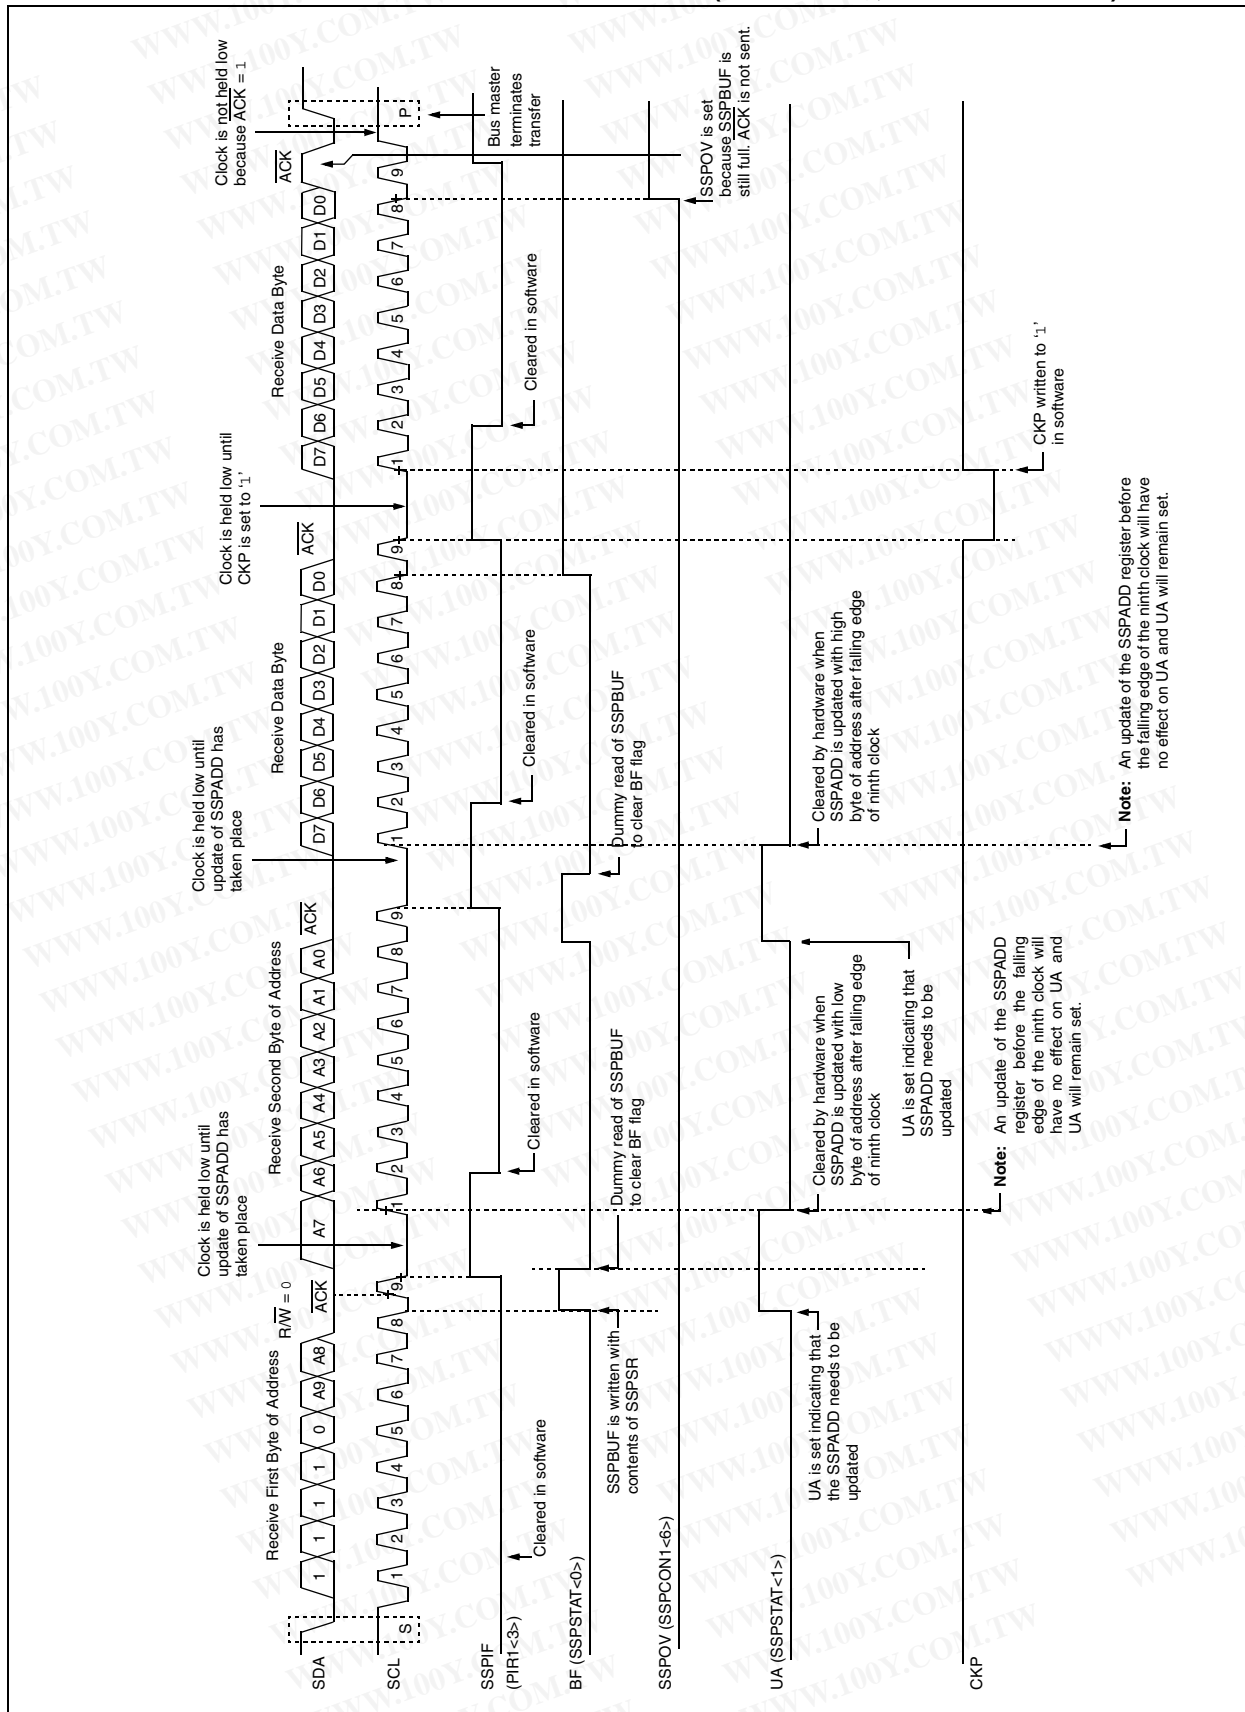 Receive First Byte of Address
R/W = 0
ACK
Clock is held low until
update of SSPADD has
taken place
Receive Second Byte of Address
ACK
Clock is held low until
update of SSPADD has
taken place
Receive Data Byte
ACK
Clock is held low until
CKP is set to ‘1’
Receive Data Byte
ACK
Clock is not held low
because ACK = 1
SDA
1 1 1 1 0 A9 A8
A7 A6 A5 A4 A3 A2 A1 A0
D7 D6 D5 D4 D3 D2 D1 D0
D7 D6 D5 D4 D3 D2 D1 D0
SCL
S
1 2 3 4 5 6 7 8 9
1 2 3 4 5 6 7 8 9
1 2 3 4 5 6 7 8 9
1 2 3 4 5 6 7 8 9
P
Bus master
terminates
transfer
SSPIF
(PIR1<3>)
Cleared in software
Cleared in software
Cleared in software
Cleared in software
BF (SSPSTAT<0>)
SSPBUF is written with
contents of SSPSR
Dummy read of SSPBUF
to clear BF flag
Dummy read of SSPBUF
to clear BF flag
SSPOV (SSPCON1<6>)
SSPOV is set
because SSPBUF is
still full. ACK is not sent.
UA (SSPSTAT<1>)
UA is set indicating that
the SSPADD needs to be
updated
Cleared by hardware when
SSPADD is updated with low
byte of address after falling edge
of ninth clock
UA is set indicating that
SSPADD needs to be
updated
Cleared by hardware when
SSPADD is updated with high
byte of address after falling edge
of ninth clock
CKP
Note: An update of the SSPADD
register before the falling
edge of the ninth clock will
have no effect on UA and
UA will remain set.
Note: An update of the SSPADD register before
the falling edge of the ninth clock will have
no effect on UA and UA will remain set.
CKP written to ‘1’
in software
WWW.100Y.COM.TW